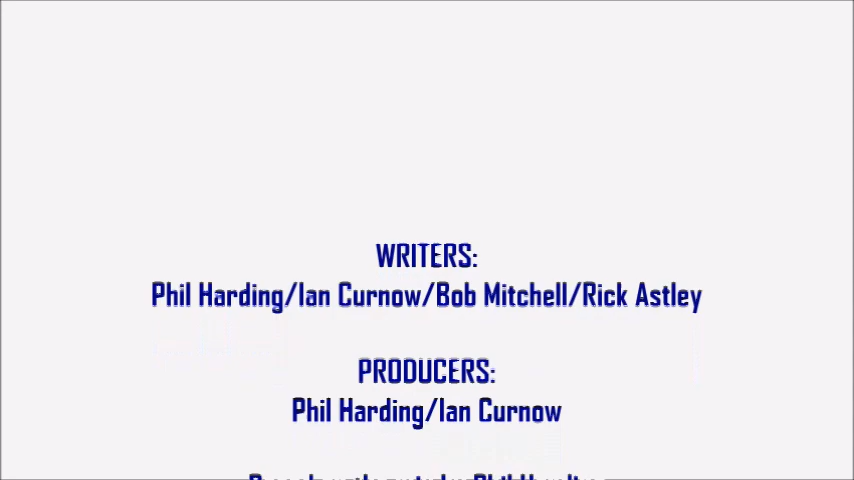 WRITERS:
Phil Harding/Ian Curnow/Bob Mitchell/Rick Astley
PRODUCERS:
Phil Harding/Ian Curnow